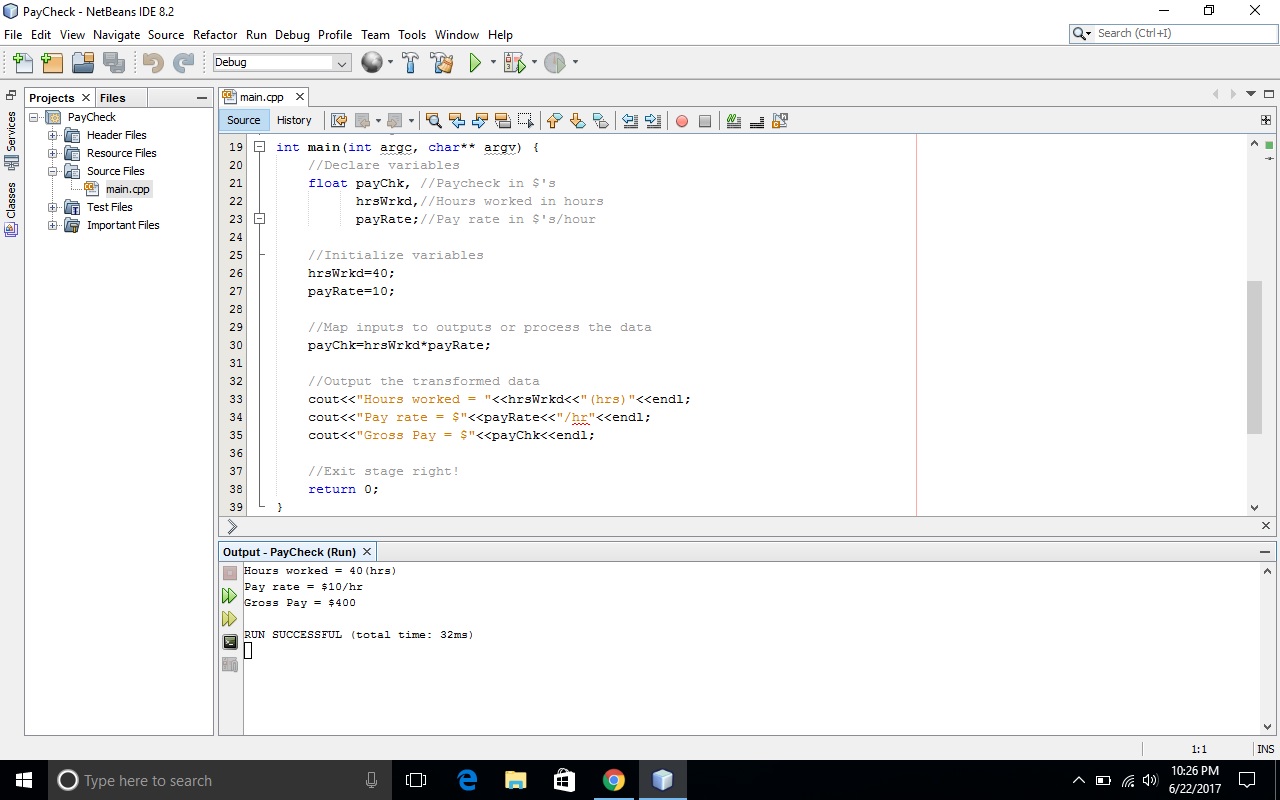 PayCheck - NetBeans IDE 8.2
File Edit View Navigate Source Refactor Run Debug Profile Team Tools Window Help
Search (Ctrl+I)
Debug
Services
Classes
Projects Files
PayCheck
Header Files
Resource Files
Source Files
main.cpp
Test Files
Important Files
main.cpp
Source History
19 int main(int argc, char** argv) {
20 //Declare variables
21 float payChk, //Paycheck in $'s
22 hrsWrkd,//Hours worked in hours
23 payRate;//Pay rate in $'s/hour
24
25 //Initialize variables
26 hrsWrkd=40;
27 payRate=10;
28
29 //Map inputs to outputs or process the data
30 payChk=hrsWrkd*payRate;
31
32 //Output the transformed data
33 cout<<"Hours worked = "<<hrsWrkd<<"(hrs)"<<endl;
34 cout<<"Pay rate = $"<<payRate<<"/hr"<<endl;
35 cout<<"Gross Pay = $"<<payChk<<endl;
36
37 //Exit stage right!
38 return 0;
39 }
Output - PayCheck (Run)
Hours worked = 40(hrs)
Pay rate = $10/hr
Gross Pay = $400
RUN SUCCESSFUL (total time: 32ms)
1:1 INS
Type here to search
10:26 PM
6/22/2017